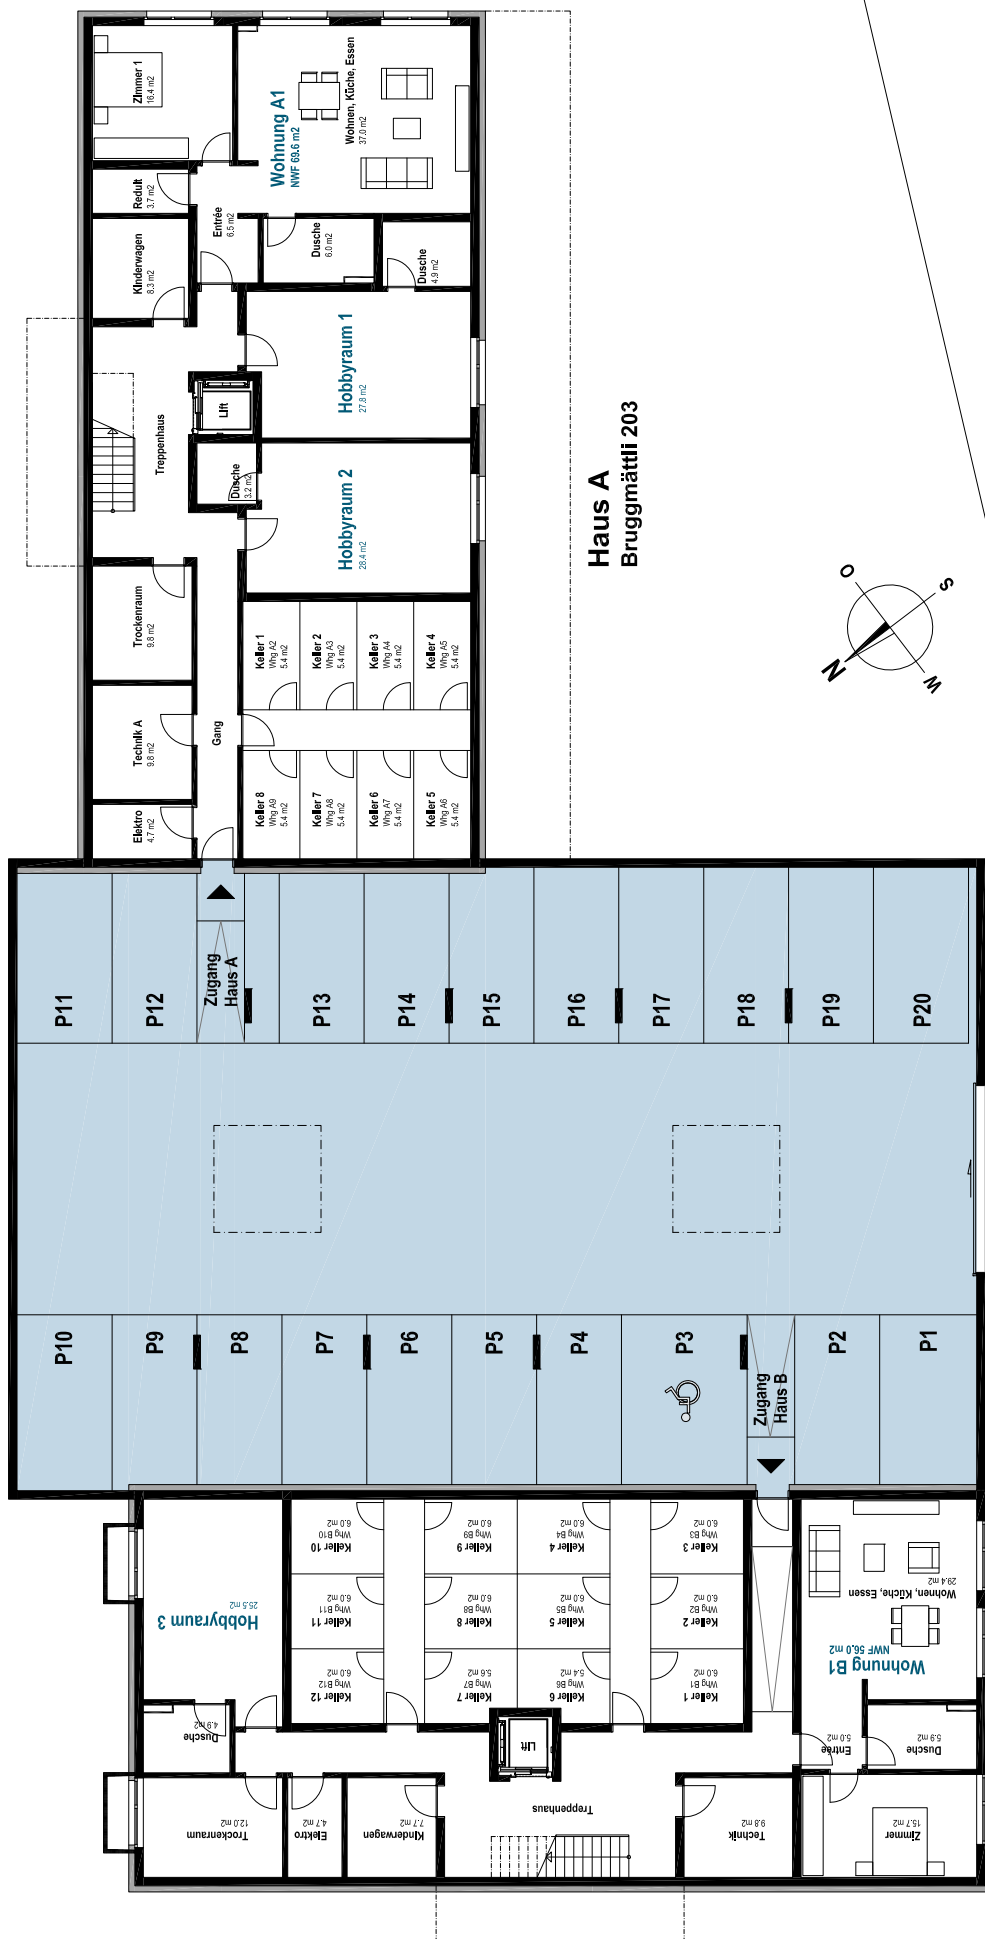 Zimmer 1
16.4 m2
Wohnung A1
NWF 69.6 m2
Wohnen, Küche, Essen
37.0 m2
Reduit
3.7 m2
Entrée
6.5 m2
Kinderwagen
8.3 m2
Dusche
6.0 m2
Dusche
4.9 m2
Hobbyraum 1
27.8 m2
Lift
Treppenhaus
Dusche
3.2 m2
Hobbyraum 2
28.4 m2
Trockenraum
9.8 m2
Technik A
9.8 m2
Elektro
4.7 m2
Gang
Keller 1
Whg A2
5.4 m2
Keller 2
Whg A3
5.4 m2
Keller 3
Whg A4
5.4 m2
Keller 4
Whg A5
5.4 m2
Keller 8
Whg A9
5.4 m2
Keller 7
Whg A8
5.4 m2
Keller 6
Whg A7
5.4 m2
Keller 5
Whg A6
5.4 m2
Haus A
Bruggmättli 203
N
O
S
W
P11
P12
Zugang
Haus A
P13
P14
P15
P16
P17
P18
P19
P20
P10
P9
P8
P7
P6
P5
P4
P3
Zugang
Haus B
P2
P1
Hobbyraum 3
25.5 m2
Keller 10
Whg B10
6.0 m2
Keller 9
Whg B9
6.0 m2
Keller 4
Whg B4
6.0 m2
Keller 3
Whg B3
6.0 m2
Keller 11
Whg B11
6.0 m2
Keller 8
Whg B8
6.0 m2
Keller 5
Whg B5
6.0 m2
Keller 2
Whg B2
6.0 m2
Keller 12
Whg B12
6.0 m2
Keller 7
Whg B7
5.6 m2
Keller 6
Whg B6
5.4 m2
Keller 1
Whg B1
6.0 m2
Wohnen, Küche, Essen
29.4 m2
Wohnung B1
NWF 56.0 m2
Dusche
4.9 m2
Lift
Entrée
5.0 m2
Dusche
5.9 m2
Trockenraum
12.0 m2
Elektro
4.7 m2
Kinderwagen
7.7 m2
Treppenhaus
Technik
9.8 m2
Zimmer
15.7 m2